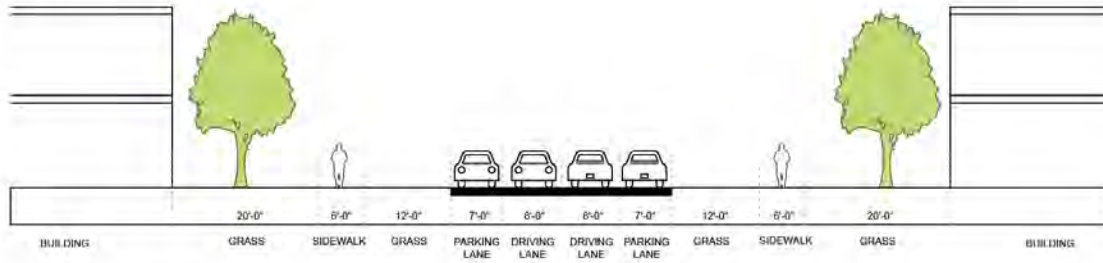 20'-0" 6'-0" 12'-0" 7'-0" 8'-0" 8'-0" 7'-0" 12'-0" 6'-0" 20'-0"
BUILDING GRASS SIDEWALK GRASS PARKING DRIVING DRIVING PARKING GRASS SIDEWALK GRASS BUILDING
LANE LANE LANE LANE